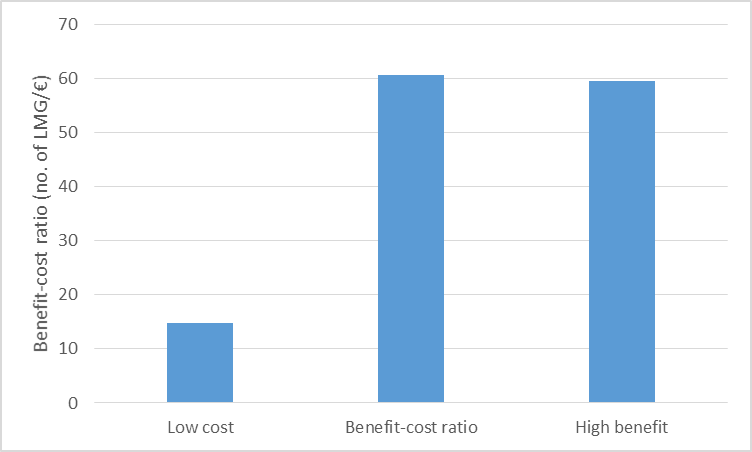 Benefit-cost ratio (no. of LMG/€)
70
60
50
40
30
20
10
0
Low cost
Benefit-cost ratio
High benefit